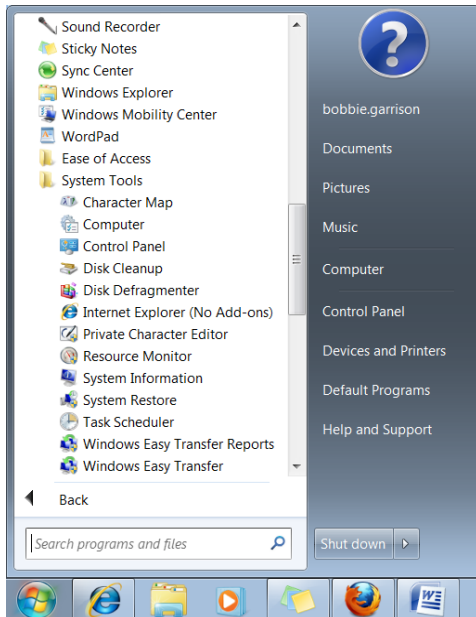 Sound Recorder
Sticky Notes
Sync Center
Windows Explorer
Windows Mobility Center
WordPad
Ease of Access
System Tools
Character Map
Computer
Control Panel
Disk Cleanup
Disk Defragmenter
Internet Explorer (No Add-ons)
Private Character Editor
Resource Monitor
System Information
System Restore
Task Scheduler
Windows Easy Transfer Reports
Windows Easy Transfer
Back
Search programs and files
bobbie.garrison
Documents
Pictures
Music
Computer
Control Panel
Devices and Printers
Default Programs
Help and Support
Shut down